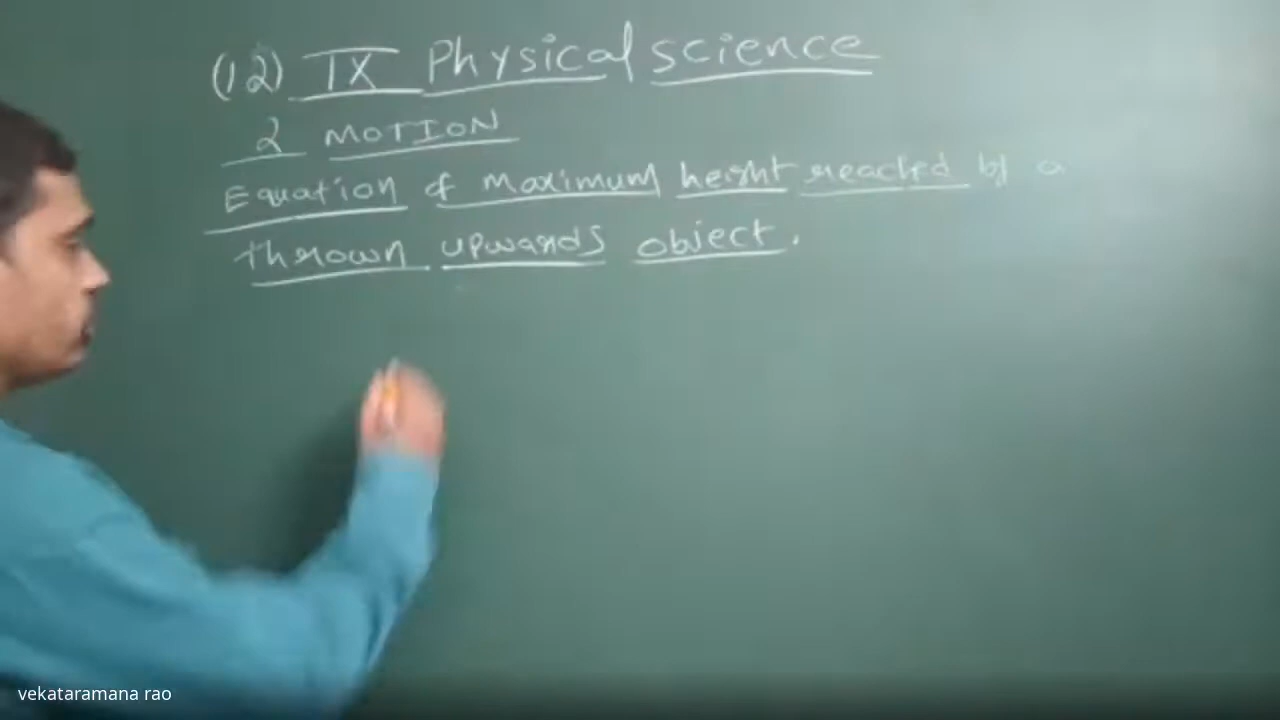 (12) IX Physical science
2 MOTION
Equation of maximum height reached by a
thrown upwards object.
vekataramana rao